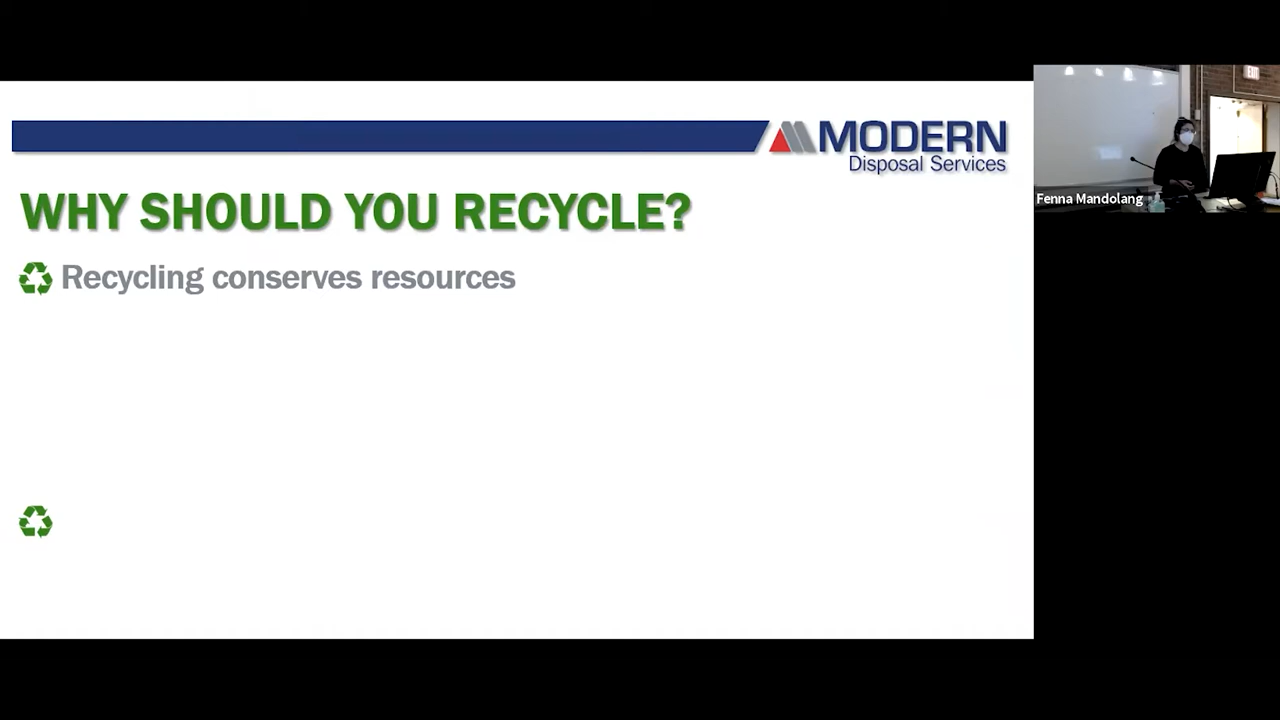 MODERN
Disposal Services
WHY SHOULD YOU RECYCLE?
Recycling conserves resources
Fenna Mandolang
EXIT